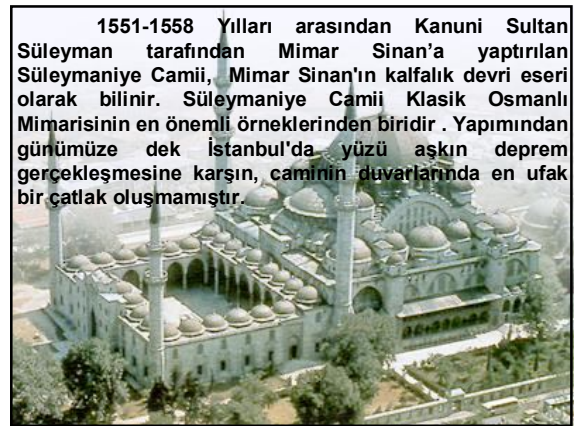 1551-1558 Yılları arasından Kanuni Sultan
Süleyman tarafından Mimar Sinan’a yaptırılan
Süleymaniye Camii, Mimar Sinan'ın kalfalık devri eseri
olarak bilinir. Süleymaniye Camii Klasik Osmanlı
Mimarisinin en önemli örneklerinden biridir . Yapımından
günümüze dek İstanbul'da yüzü aşkın deprem
gerçekleşmesine karşın, caminin duvarlarında en ufak
bir çatlak oluşmamıştır.